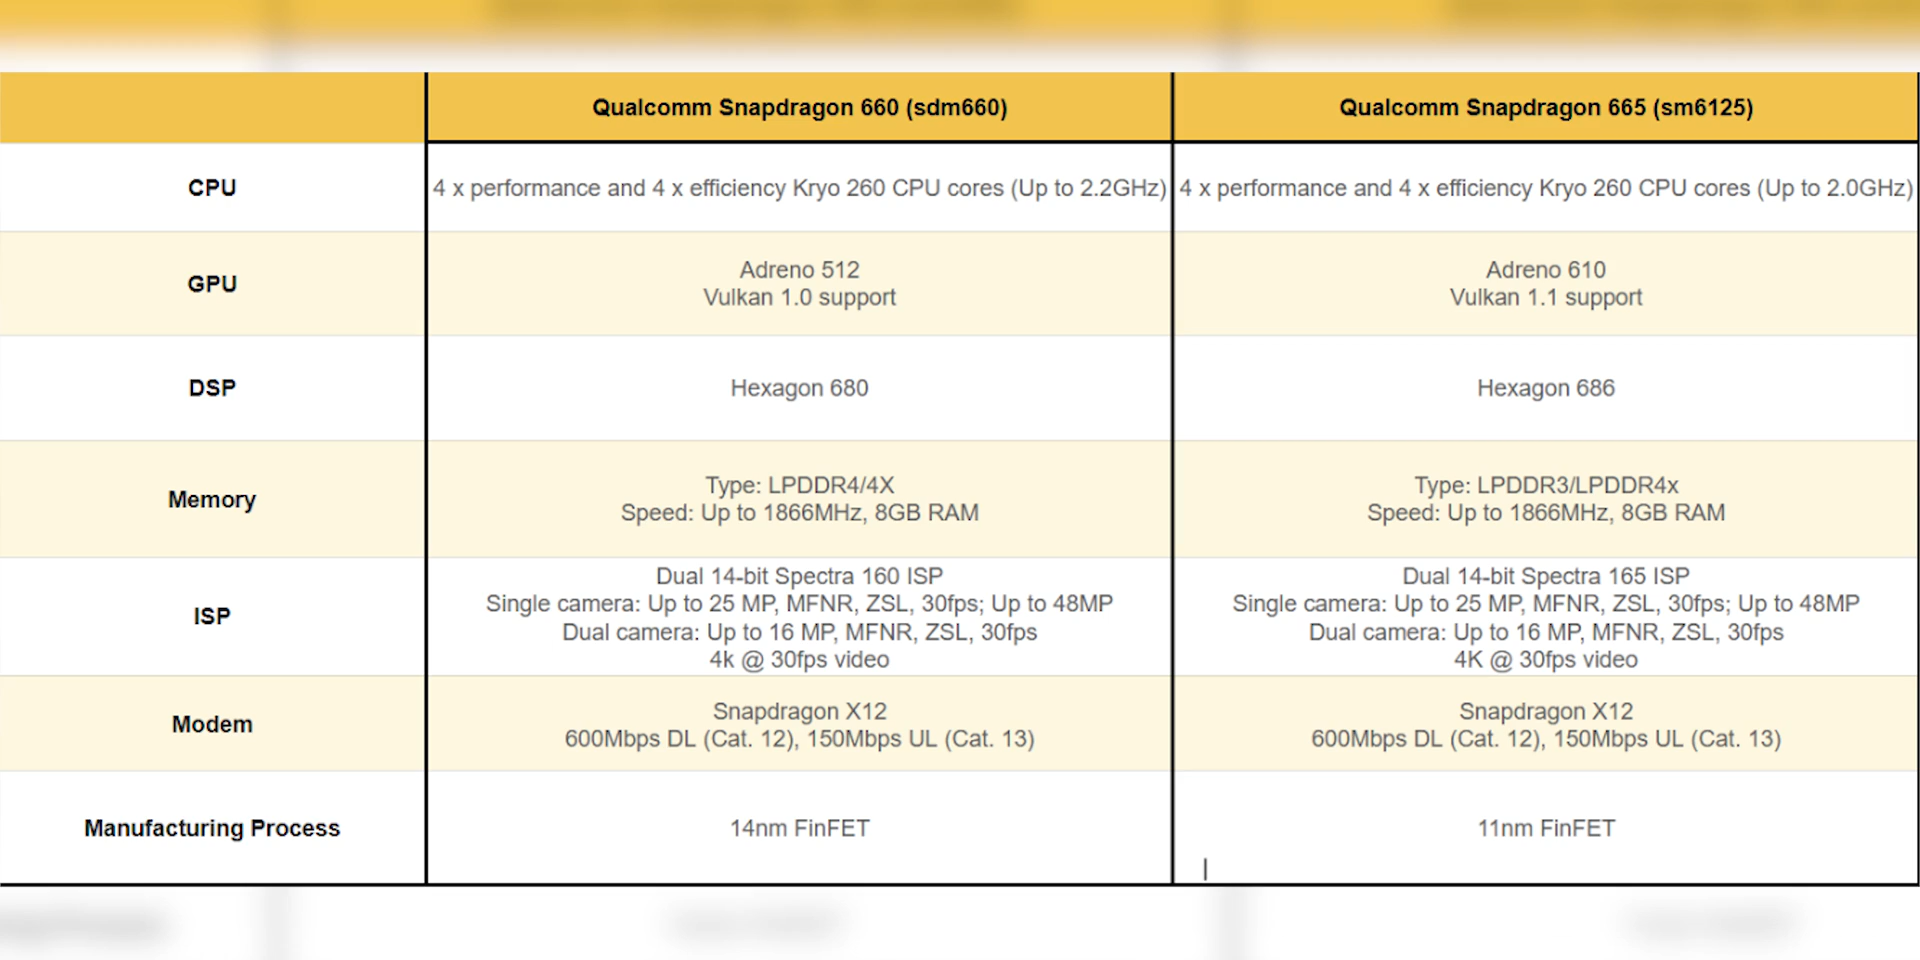 Qualcomm Snapdragon 660 (sdm660)
Qualcomm Snapdragon 665 (sm6125)
CPU
4 x performance and 4 x efficiency Kryo 260 CPU cores (Up to 2.2GHz)
4 x performance and 4 x efficiency Kryo 260 CPU cores (Up to 2.0GHz)
GPU
Adreno 512
Vulkan 1.0 support
Adreno 610
Vulkan 1.1 support
DSP
Hexagon 680
Hexagon 686
Memory
Type: LPDDR4/4X
Speed: Up to 1866MHz, 8GB RAM
Type: LPDDR3/LPDDR4x
Speed: Up to 1866MHz, 8GB RAM
ISP
Dual 14-bit Spectra 160 ISP
Single camera: Up to 25 MP, MFNR, ZSL, 30fps; Up to 48MP
Dual camera: Up to 16 MP, MFNR, ZSL, 30fps
4k @ 30fps video
Dual 14-bit Spectra 165 ISP
Single camera: Up to 25 MP, MFNR, ZSL, 30fps; Up to 48MP
Dual camera: Up to 16 MP, MFNR, ZSL, 30fps
4K @ 30fps video
Modem
Snapdragon X12
600Mbps DL (Cat. 12), 150Mbps UL (Cat. 13)
Snapdragon X12
600Mbps DL (Cat. 12), 150Mbps UL (Cat. 13)
Manufacturing Process
14nm FinFET
11nm FinFET